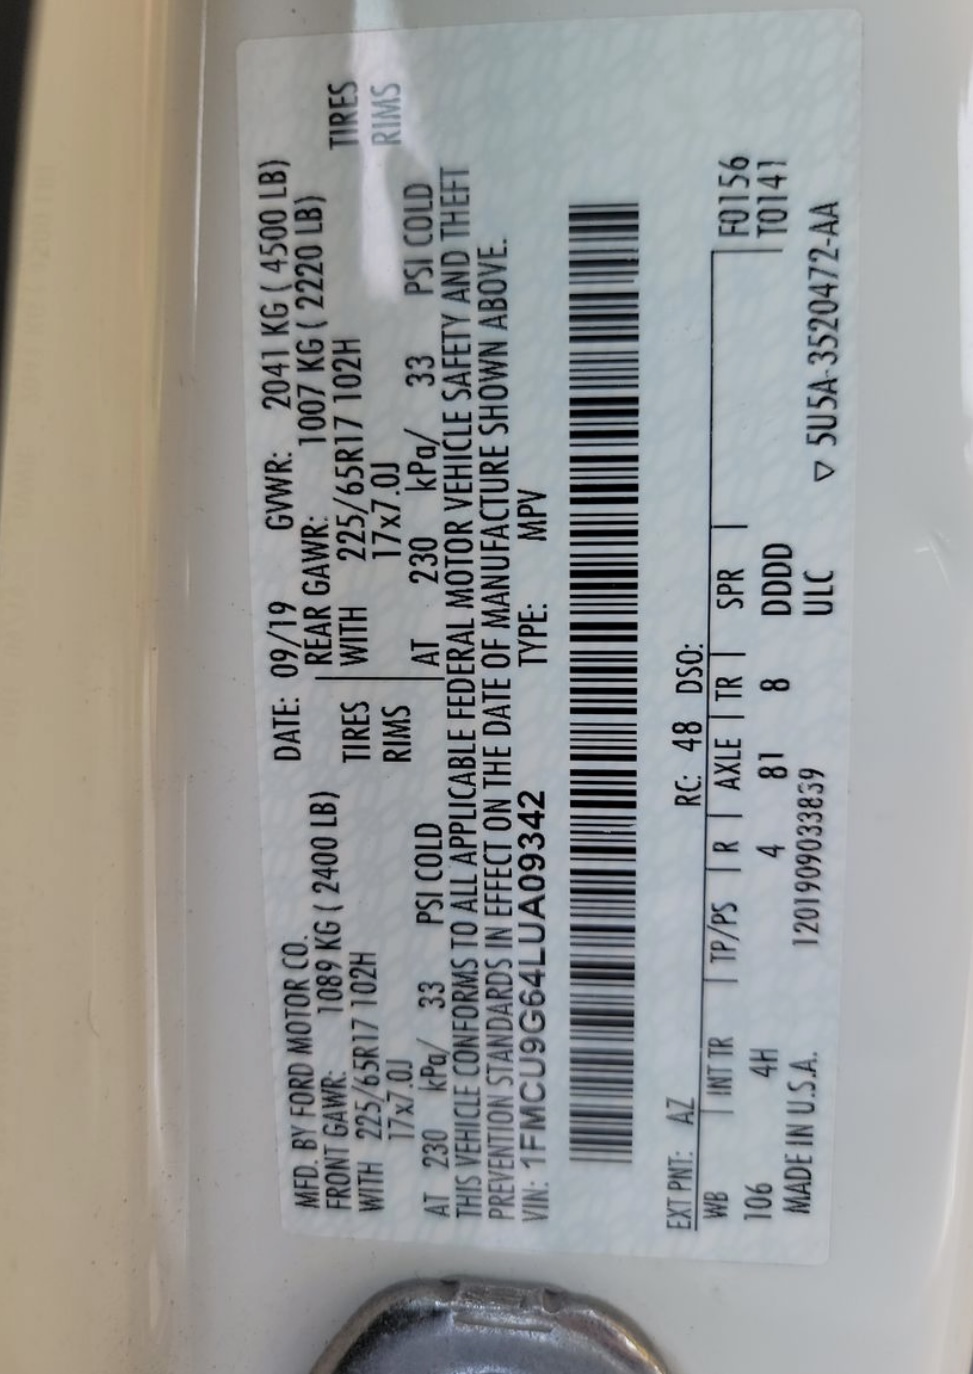 MFD. BY FORD MOTOR CO. DATE: 09/19 GVWR: 2041 KG ( 4500 LB)
FRONT GAWR: 1089 KG ( 2400 LB) REAR GAWR: 1007 KG ( 2220 LB)
WITH 225/65R17 102H TIRES WITH 225/65R17 102H TIRES
17x7.0J RIMS 17x7.0J RIMS
AT 230 kPa/ 33 PSI COLD AT 230 kPa/ 33 PSI COLD
THIS VEHICLE CONFORMS TO ALL APPLICABLE FEDERAL MOTOR VEHICLE SAFETY AND THEFT
PREVENTION STANDARDS IN EFFECT ON THE DATE OF MANUFACTURE SHOWN ABOVE.
VIN: 1FMCU9G64LUA09342 TYPE: MPV
EXT PNT: AZ RC: 48 DSO:
WB INT TR TP/PS R AXLE TR SPR F0156
106 4H 4 81 8 DDDD T0141
MADE IN U.S.A. 120190903​3839 ULC
▽ 5U5A-3520472-AA